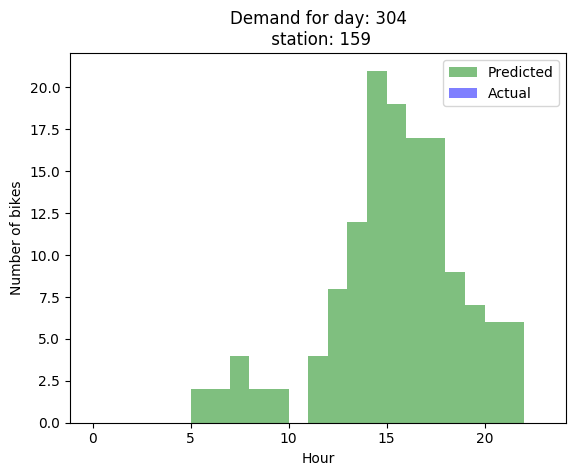 Demand for day: 304
station: 159
Predicted
Actual
Number of bikes
20.0
17.5
15.0
12.5
10.0
7.5
5.0
2.5
0.0
0 5 10 15 20
Hour